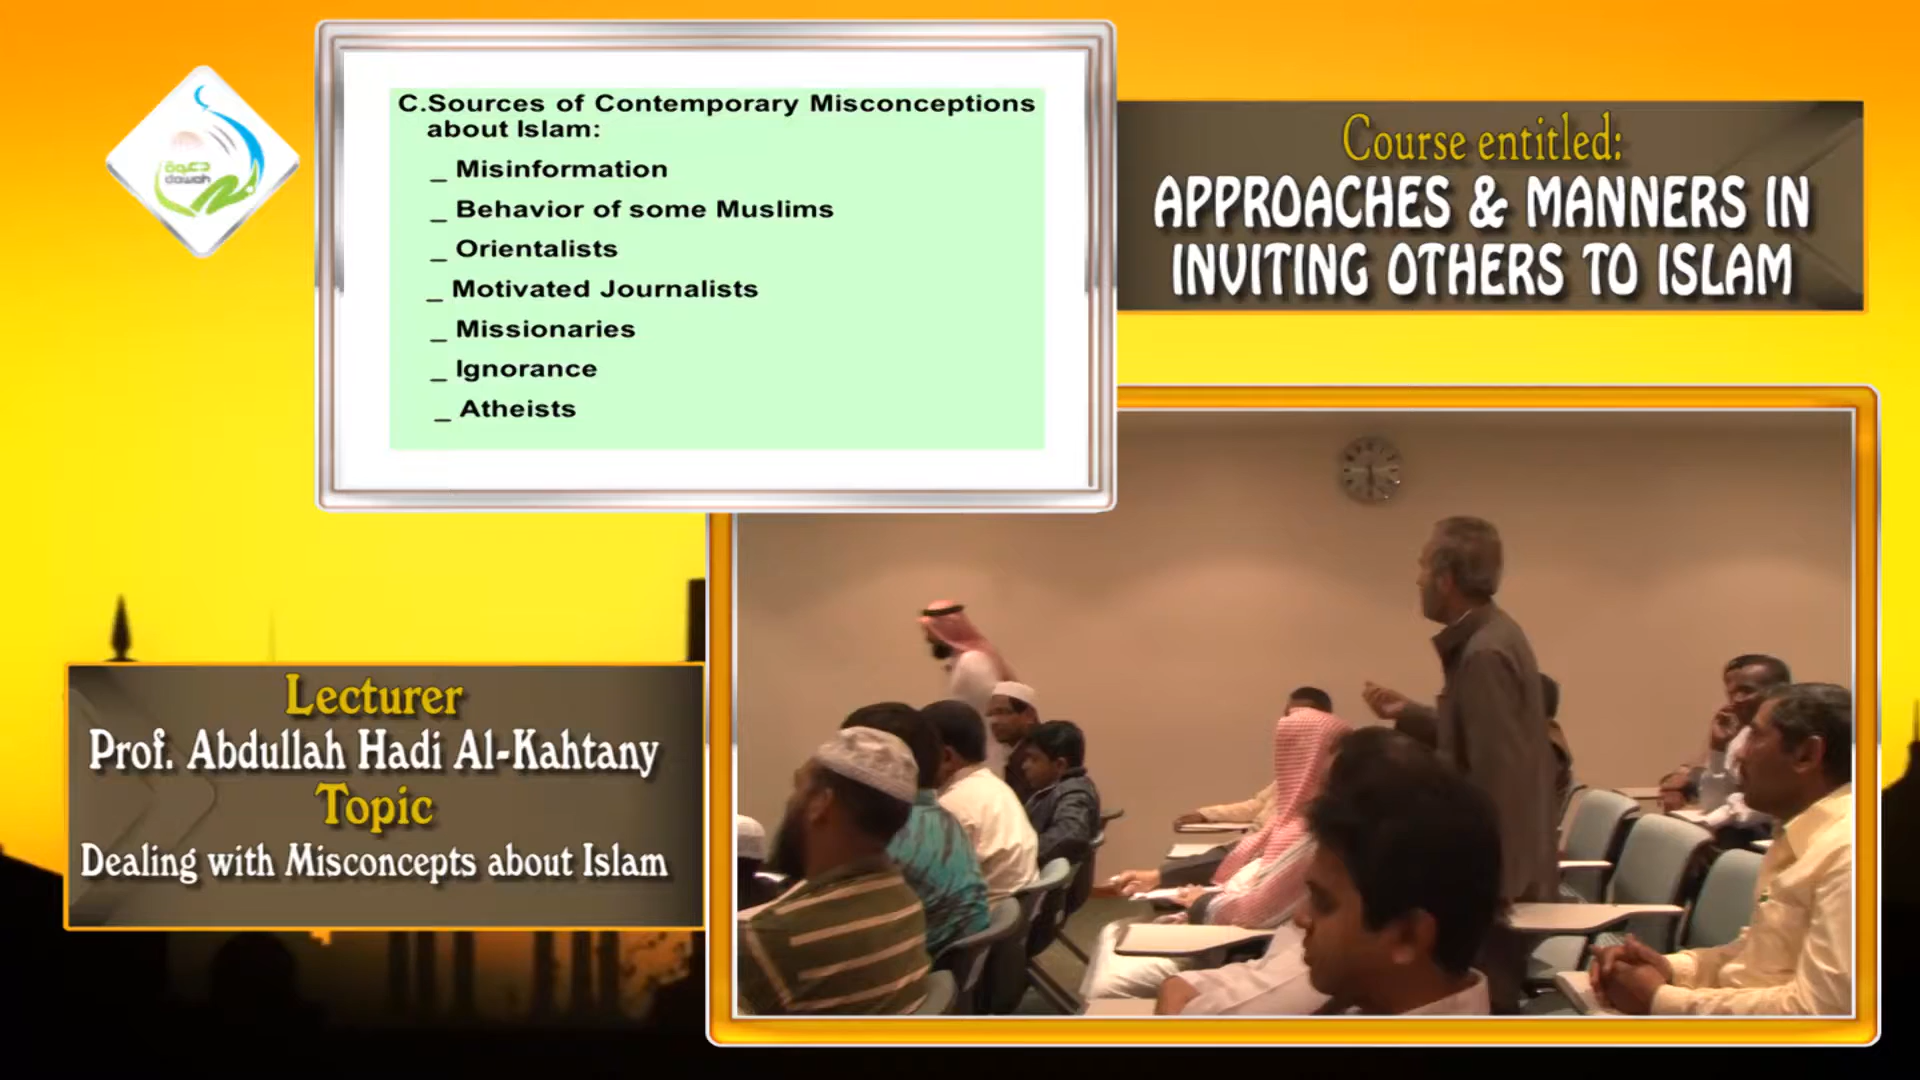 C.Sources of Contemporary Misconceptions
about Islam:
_ Misinformation
_ Behavior of some Muslims
_ Orientalists
_ Motivated Journalists
_ Missionaries
_ Ignorance
_ Atheists
دعوة
dawah
Course entitled:
APPROACHES & MANNERS IN
INVITING OTHERS TO ISLAM
Lecturer
Prof. Abdullah Hadi Al-Kahtany
Topic
Dealing with Misconcepts about Islam